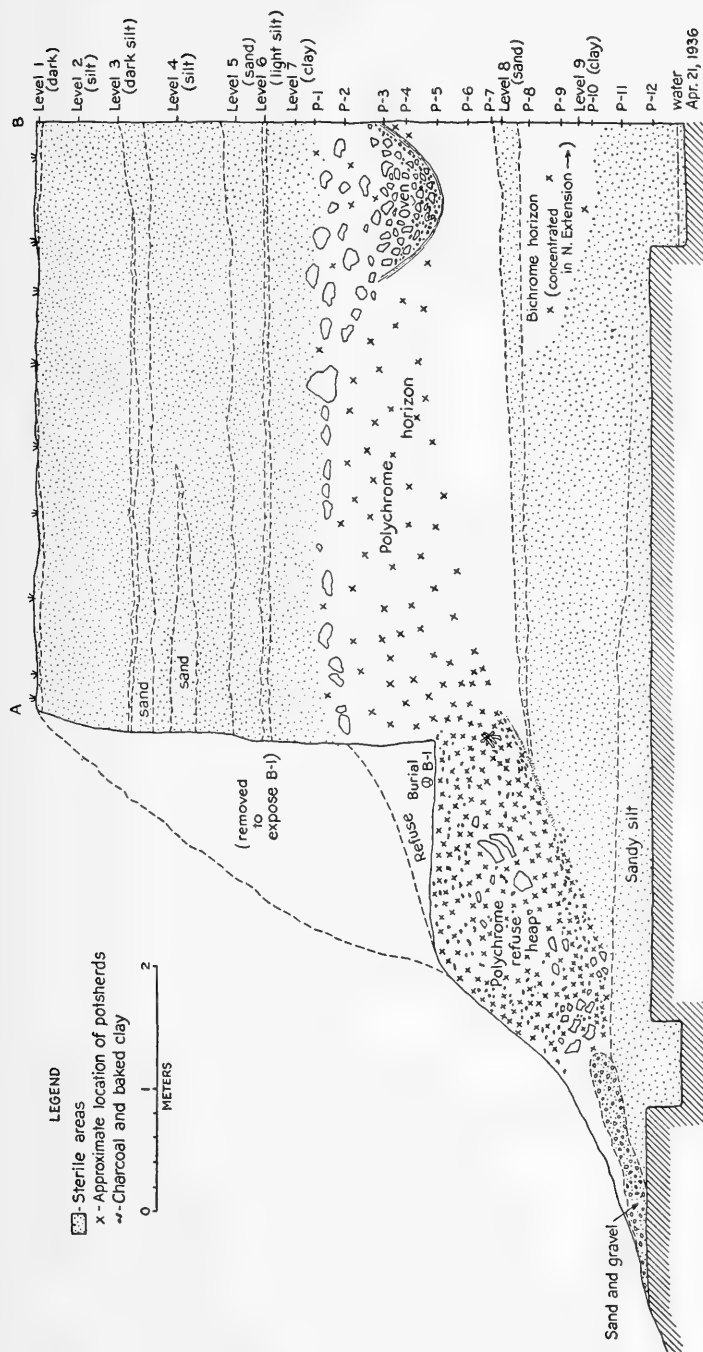 LEGEND
- Sterile areas
x - Approximate location of potsherds
- Charcoal and baked clay
0 1 2
METERS
A
B
Level 1
(dark)
Level 2
(silt)
Level 3
(dark silt)
Level 4
(silt)
Level 5
(sand)
Level 6
(light silt)
Level 7
(clay)
P-1
P-2
P-3
P-4
P-5
P-6
P-7
Level 8
(sand)
P-8
P-9
Level 9
P-10 (clay)
P-11
P-12
water
Apr. 21, 1936
sand
sand
(removed
to
expose B-1)
Refuse
Burial
B-1
Polychrome
horizon
Oven
Polychrome
refuse
heap
Bichrome horizon
x (concentrated x
in N. Extension →)
Sandy silt
Sand and gravel